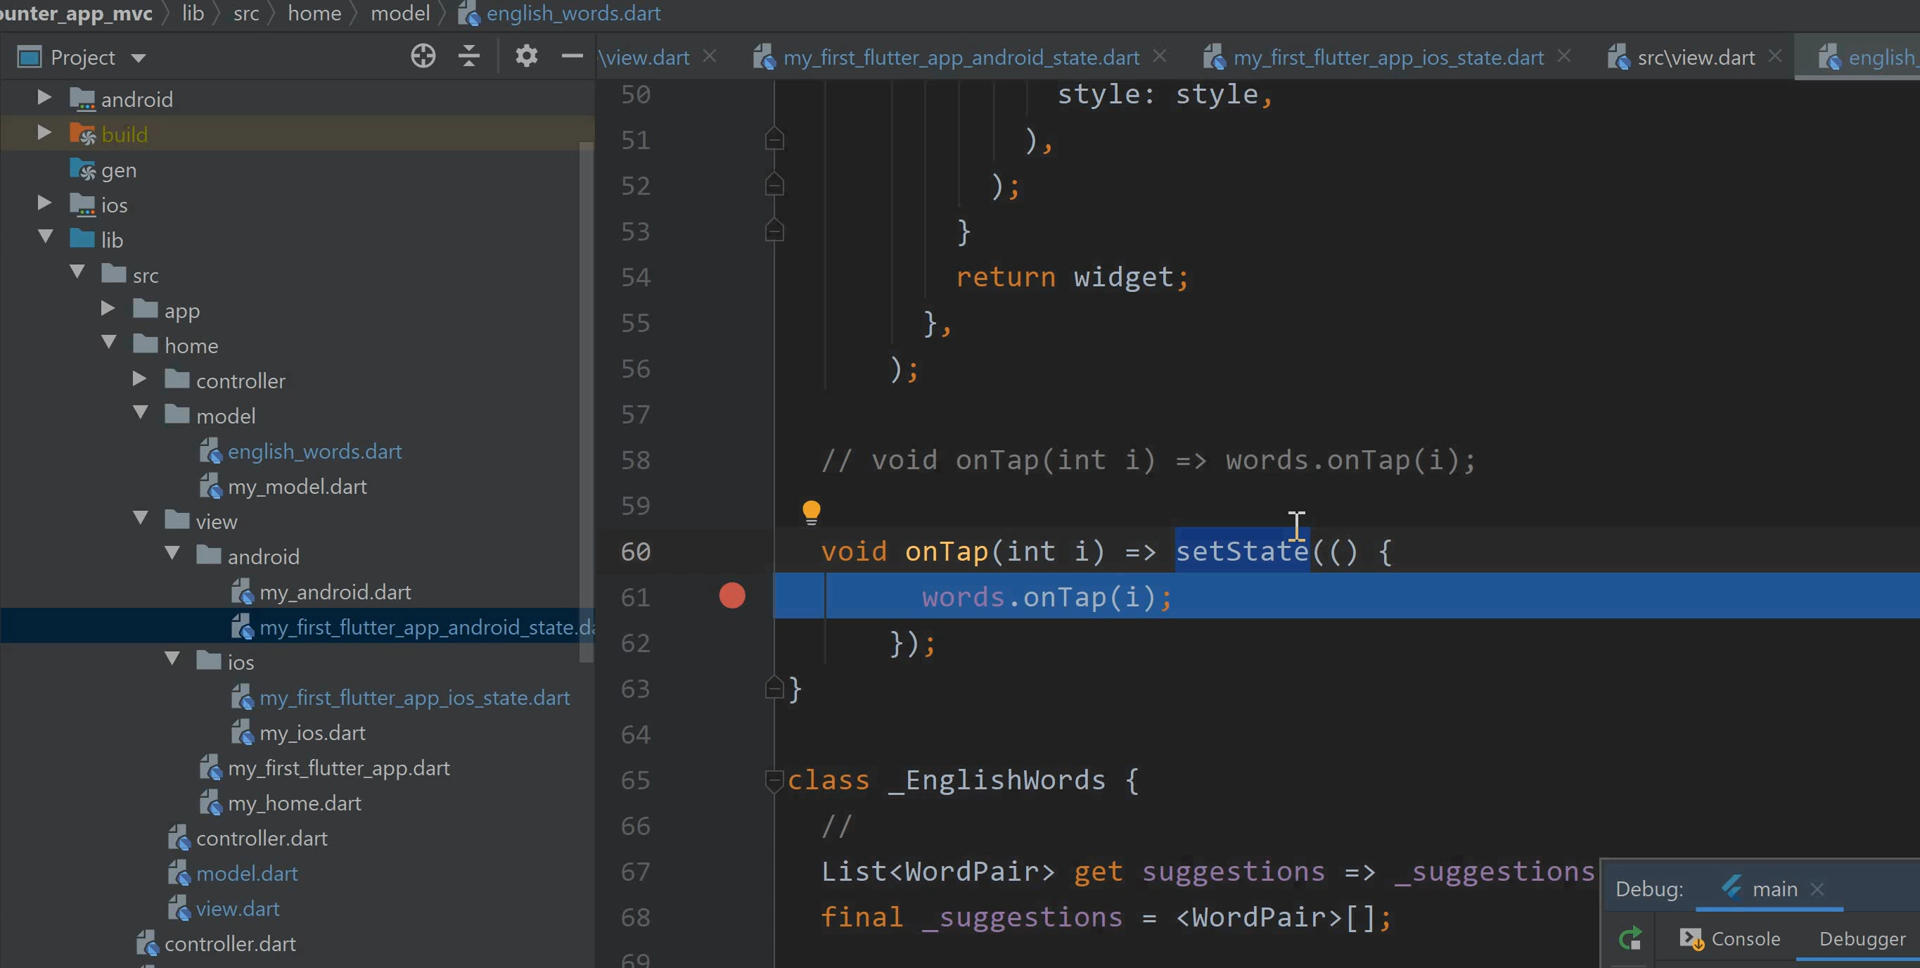 ounter_app_mvc lib src home model english_words.dart
Project
\view.dart my_first_flutter_app_android_state.dart my_first_flutter_app_ios_state.dart src\view.dart english_
android
build
gen
ios
lib
src
app
home
controller
model
english_words.dart
my_model.dart
view
android
my_android.dart
my_first_flutter_app_android_state.da
ios
my_first_flutter_app_ios_state.dart
my_ios.dart
my_first_flutter_app.dart
my_home.dart
controller.dart
model.dart
view.dart
controller.dart
50 style: style,
51 ),
52 );
53 }
54 return widget;
55 },
56 );
57
58 // void onTap(int i) => words.onTap(i);
59
60 void onTap(int i) => setState(() {
61 words.onTap(i);
62 });
63 }
64
65 class _EnglishWords {
66 //
67 List<WordPair> get suggestions => _suggestions
68 final _suggestions = <WordPair>[];
69
Debug: main
Console Debugger